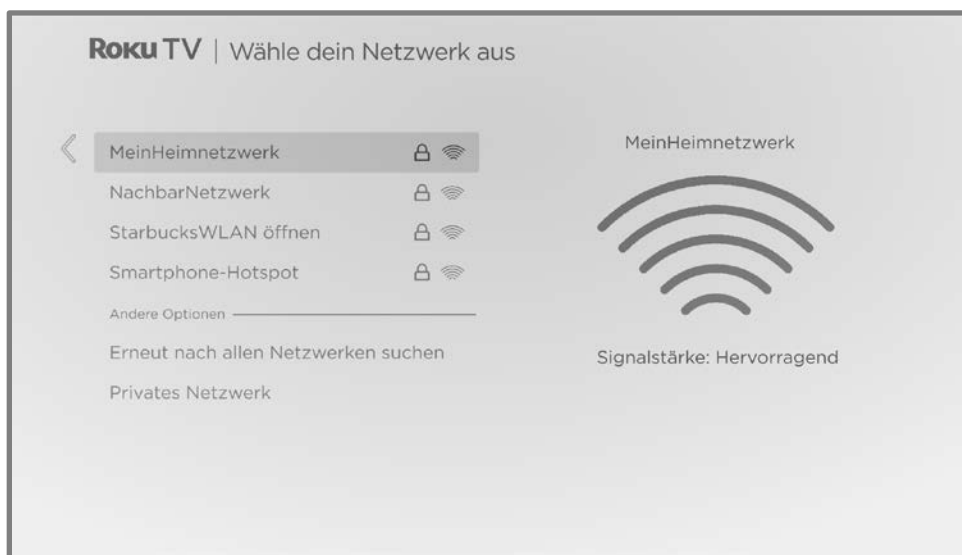 Roku TV | Wähle dein Netzwerk aus
MeinHeimnetzwerk
NachbarNetzwerk
StarbucksWLAN öffnen
Smartphone-Hotspot
Andere Optionen
Erneut nach allen Netzwerken suchen
Privates Netzwerk
MeinHeimnetzwerk
Signalstärke: Hervorragend